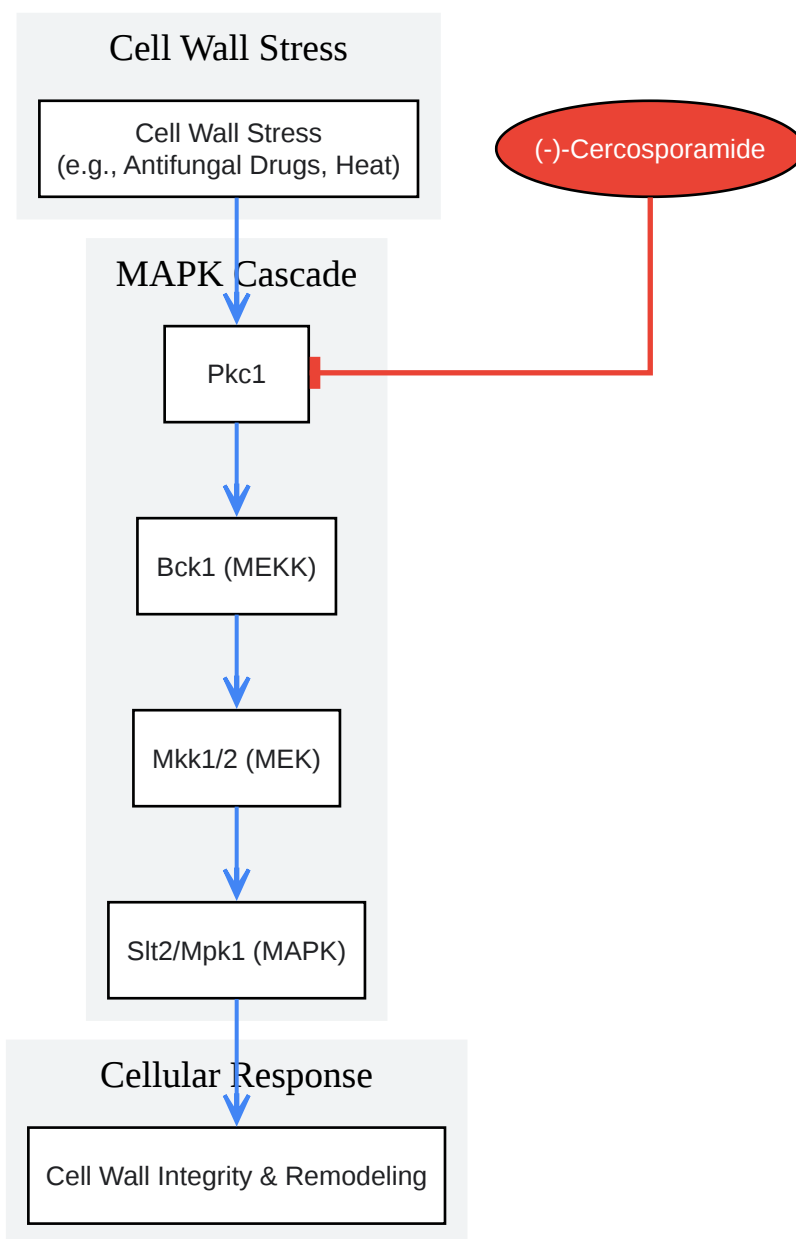 Cell Wall Stress
Cell Wall Stress
(e.g., Antifungal Drugs, Heat)
(-)-Cercosporamide
MAPK Cascade
Pkc1
Bck1 (MEKK)
Mkk1/2 (MEK)
Slt2/Mpk1 (MAPK)
Cellular Response
Cell Wall Integrity & Remodeling